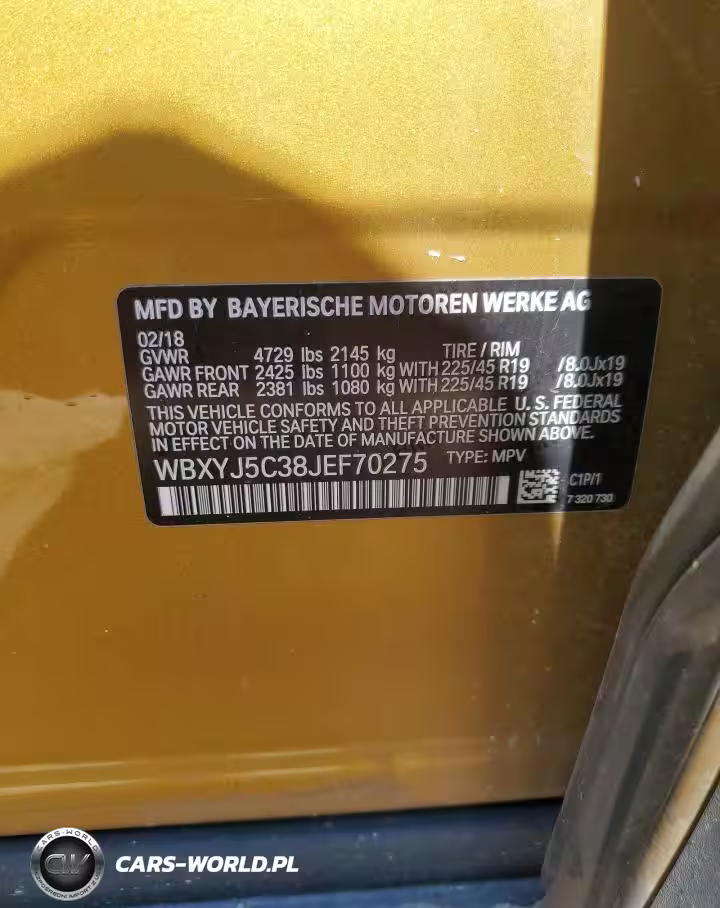 MFD BY BAYERISCHE MOTOREN WERKE AG
02/18
GVWR 4729 lbs 2145 kg TIRE / RIM
GAWR FRONT 2425 lbs 1100 kg WITH 225/45 R19 /8.0Jx19
GAWR REAR 2381 lbs 1080 kg WITH 225/45 R19 /8.0Jx19
THIS VEHICLE CONFORMS TO ALL APPLICABLE U. S. FEDERAL
MOTOR VEHICLE SAFETY AND THEFT PREVENTION STANDARDS
IN EFFECT ON THE DATE OF MANUFACTURE SHOWN ABOVE.
WBXYJ5C38JEF70275 TYPE: MPV
C1P/1
7 320 730
CARS-WORLD
CW
CARS-WORLD.PL